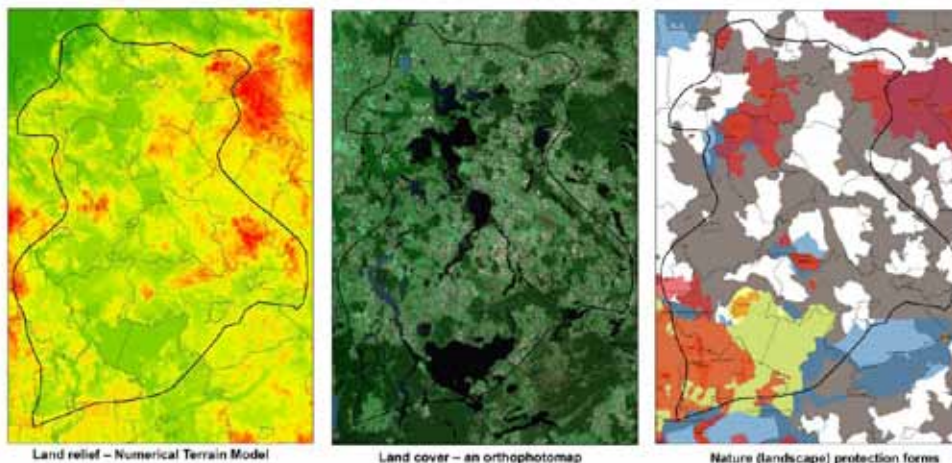 Land relief – Numerical Terrain Model
Land cover – an orthophotomap
Nature (landscape) protection forms